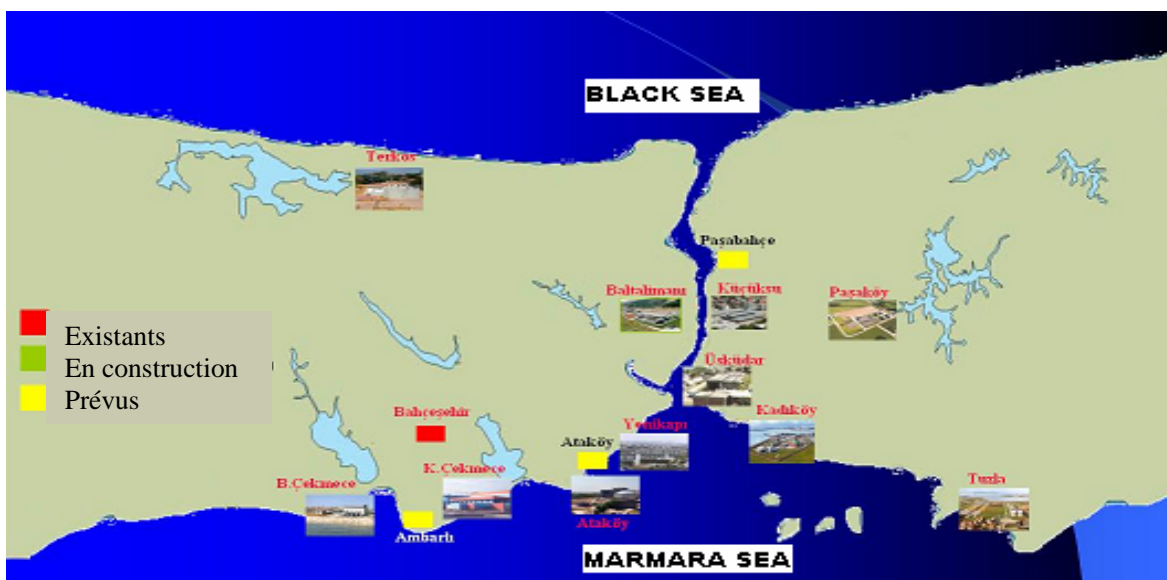 BLACK SEA
Terkos
Paşabahçe
Baltalimanı
Küçüksu
Paşaköy
Existants
En construction
Prévus
Üsküdar
Bahçeşehir
Yenikapı
Kadıköy
Ataköy
K.Çekmece
B.Çekmece
Tuzla
Ambarlı
Ataköy
MARMARA SEA